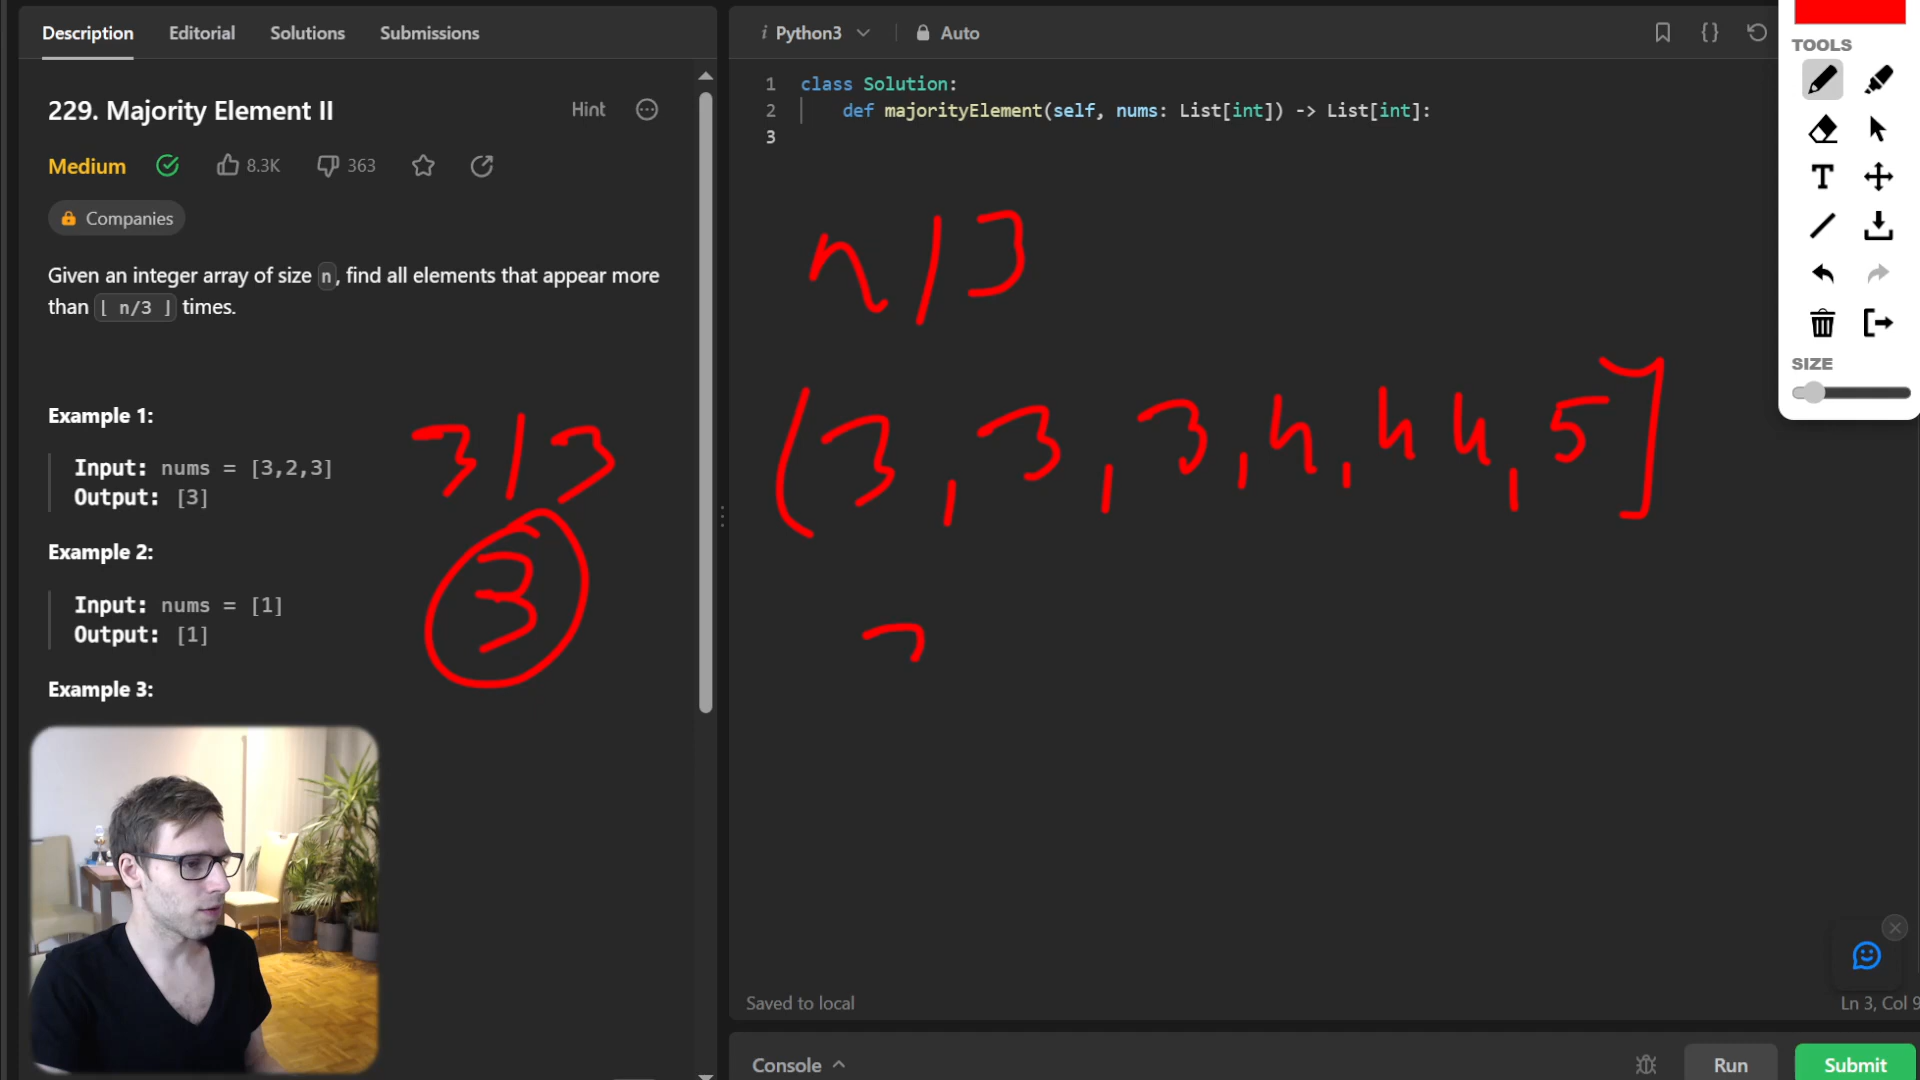 Description Editorial Solutions Submissions
229. Majority Element II Hint
Medium 8.3K 363
Companies
Given an integer array of size n, find all elements that appear more
than ⌊ n/3 ⌋ times.
Example 1:
Input: nums = [3,2,3]
Output: [3]
Example 2:
Input: nums = [1]
Output: [1]
Example 3:
3/3
3
i Python3 Auto {}
1 class Solution:
2 def majorityElement(self, nums: List[int]) -> List[int]:
3
n/3
(3, 3, 3, 4, 4 4, 5]
Saved to local
Ln 3, Col 9
Console Run Submit
TOOLS
T
SIZE